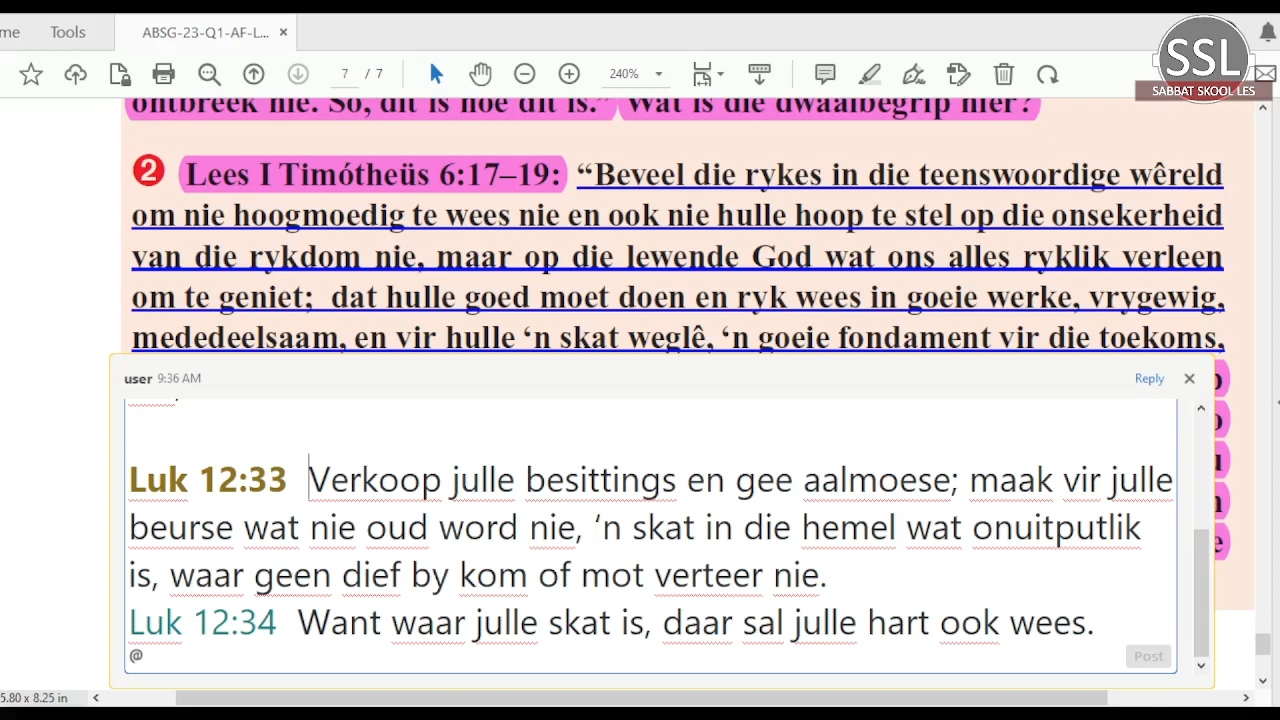 me
Tools
ABSG-23-Q1-AF-L... ×
SSL
SABBAT SKOOL LES
7 / 7
240%
ontbreek nie. So, dit is hoe dit is.” Wat is die dwaalbegrip hier?
2 Lees I Timótheüs 6:17–19: “Beveel die rykes in die teenswoordige wêreld
om nie hoogmoedig te wees nie en ook nie hulle hoop te stel op die onsekerheid
van die rykdom nie, maar op die lewende God wat ons alles ryklik verleen
om te geniet; dat hulle goed moet doen en ryk wees in goeie werke, vrygewig,
mededeelsaam, en vir hulle ‘n skat weglê, ‘n goeie fondament vir die toekoms,
user 9:36 AM
Reply
Luk 12:33 Verkoop julle besittings en gee aalmoese; maak vir julle
beurse wat nie oud word nie, ‘n skat in die hemel wat onuitputlik
is, waar geen dief by kom of mot verteer nie.
Luk 12:34 Want waar julle skat is, daar sal julle hart ook wees.
@
Post
5.80 x 8.25 in